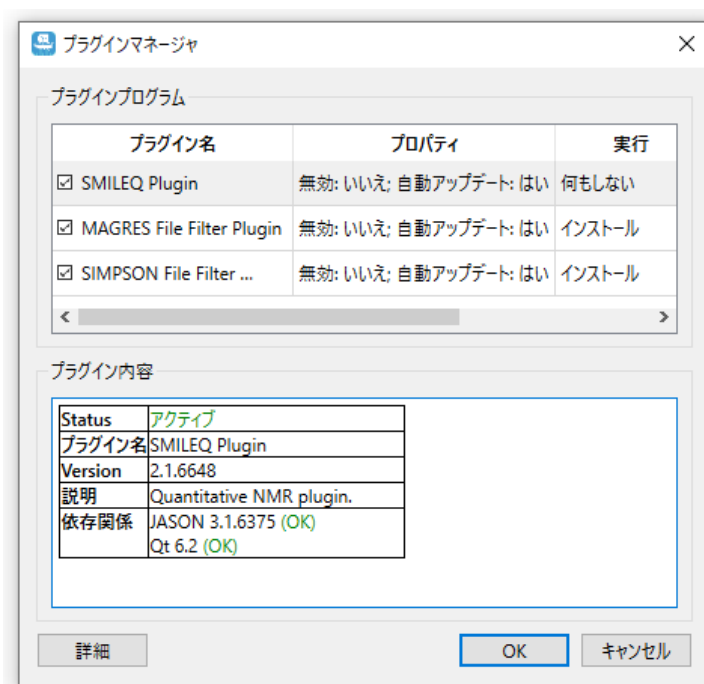 プラグインマネージャ
プラグインプログラム
プラグイン名 プロパティ 実行
SMILEQ Plugin 無効: いいえ; 自動アップデート: はい 何もしない
MAGRES File Filter Plugin 無効: いいえ; 自動アップデート: はい インストール
SIMPSON File Filter ... 無効: いいえ; 自動アップデート: はい インストール
プラグイン内容
Status アクティブ
プラグイン名 SMILEQ Plugin
Version 2.1.6648
説明 Quantitative NMR plugin.
依存関係 JASON 3.1.6375 (OK)
Qt 6.2 (OK)
詳細 OK キャンセル